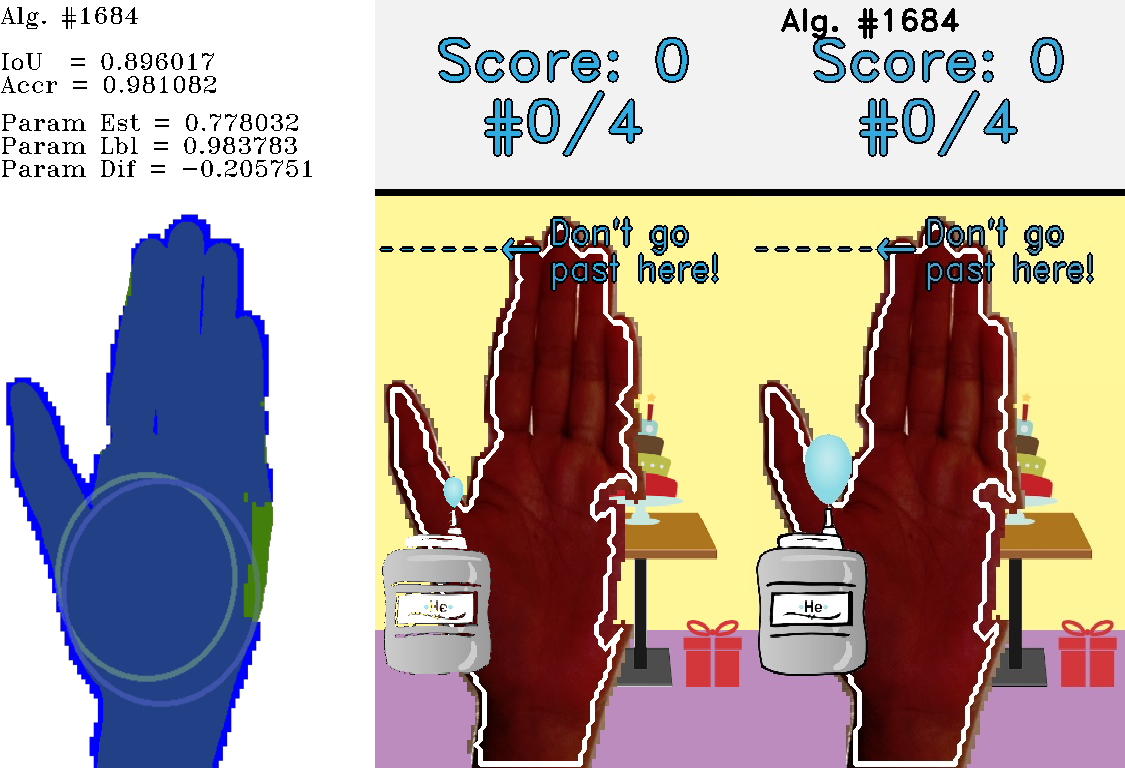 Alg. #1684
IoU = 0.896017
Accr = 0.981082
Param Est = 0.778032
Param Lbl = 0.983783
Param Dif = -0.205751
Score: 0
#0/4
Don't go
past here!
He
Alg. #1684
Score: 0
#0/4
Don't go
past here!
He